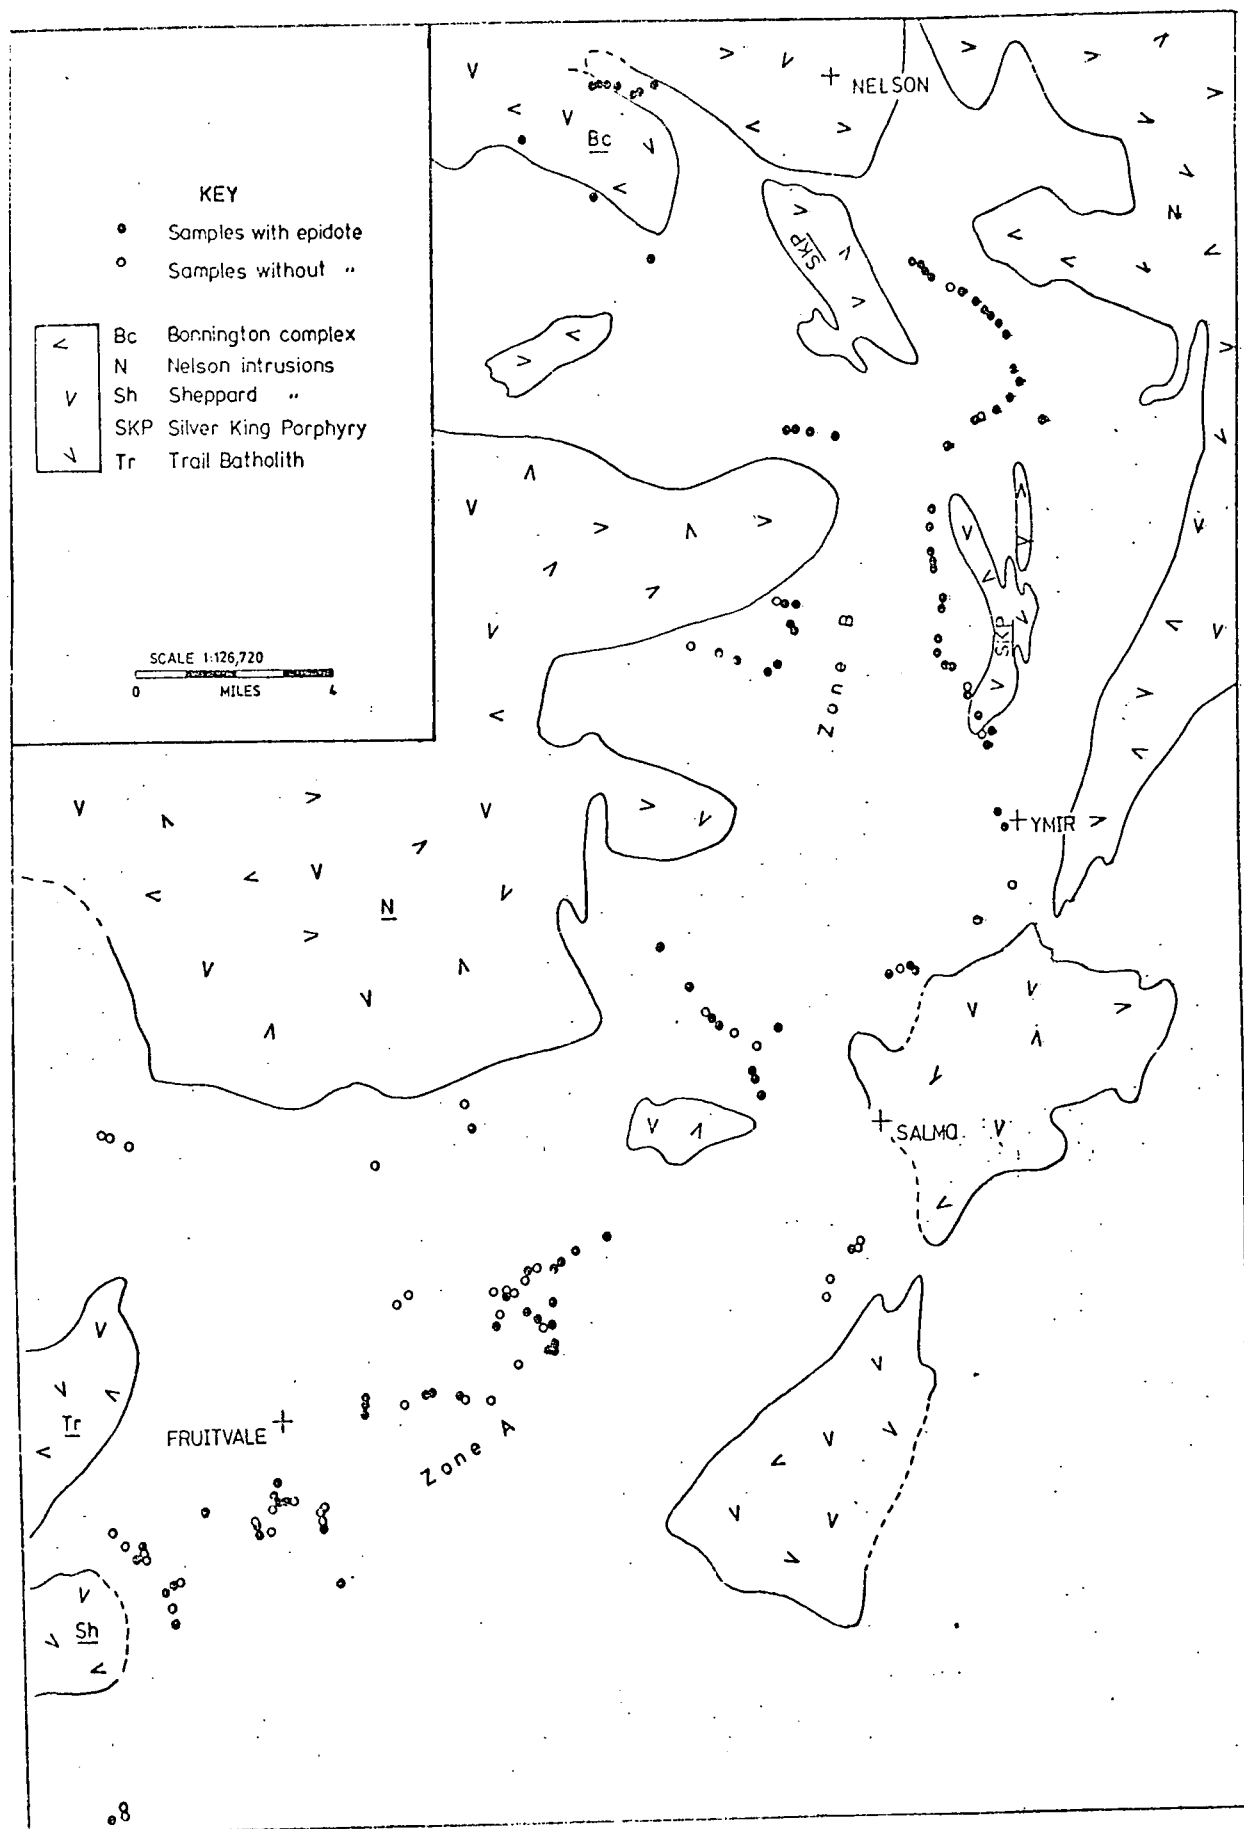 NELSON
Bc
KEY
Samples with epidote
Samples without "
Bc Bonnington complex
N Nelson intrusions
Sh Sheppard "
SKP Silver King Porphyry
Tr Trail Batholith
SCALE 1:126,720
0 MILES 4
SKP
N
SKP
Zone B
YMIR
N
SALMO
Tr
FRUITVALE
Zone A
Sh